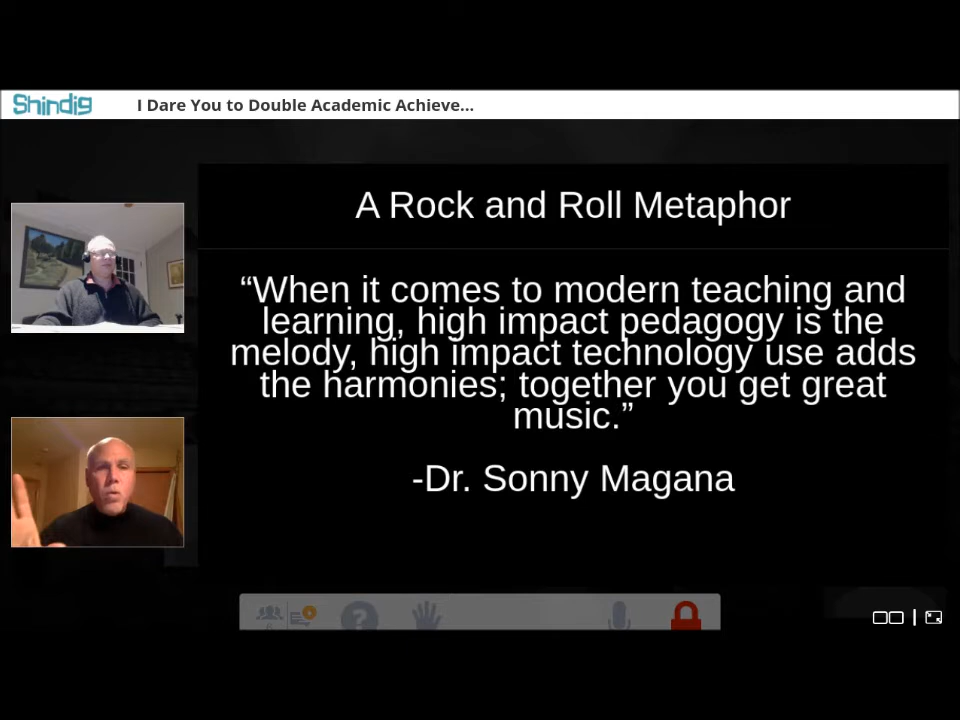 Shindig
I Dare You to Double Academic Achieve...
A Rock and Roll Metaphor
“When it comes to modern teaching and
learning, high impact pedagogy is the
melody, high impact technology use adds
the harmonies; together you get great
music.”
-Dr. Sonny Magana
?